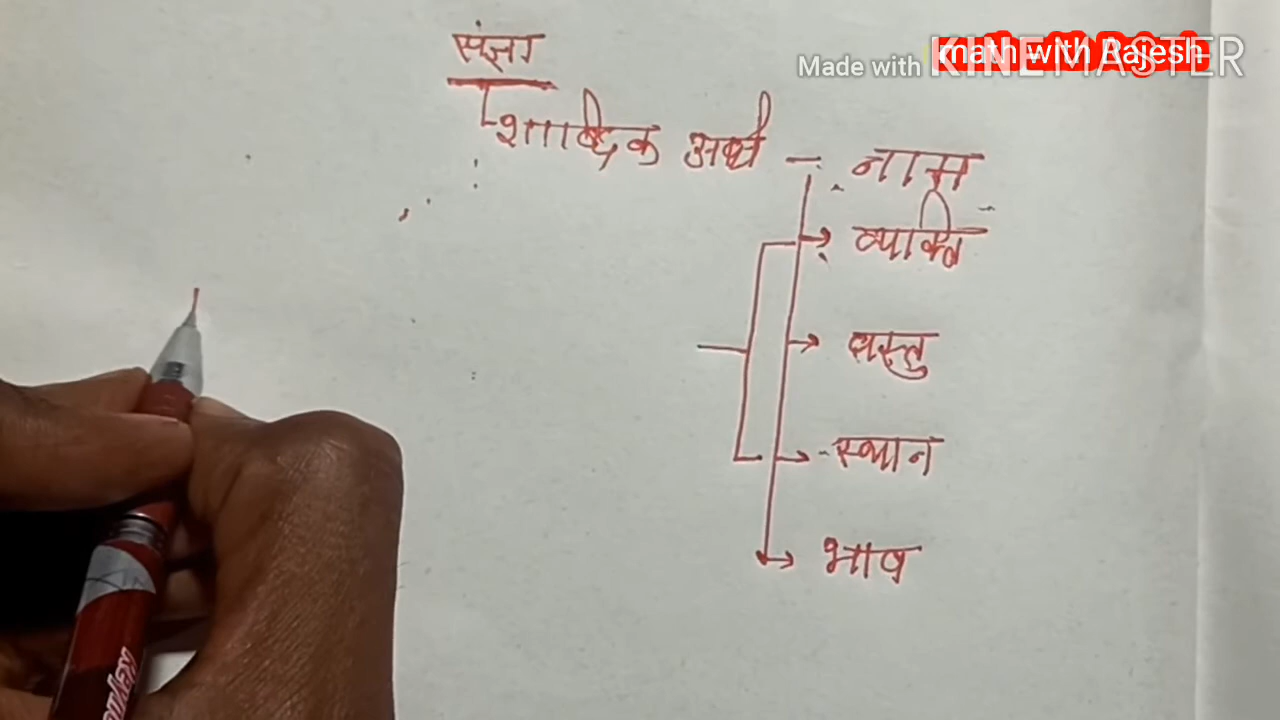 संज्ञा
math with Rajesh
Made with KINEMASTER
शाब्दिक अर्थ - नाम
व्यक्ति
वस्तु
स्थान
भाव